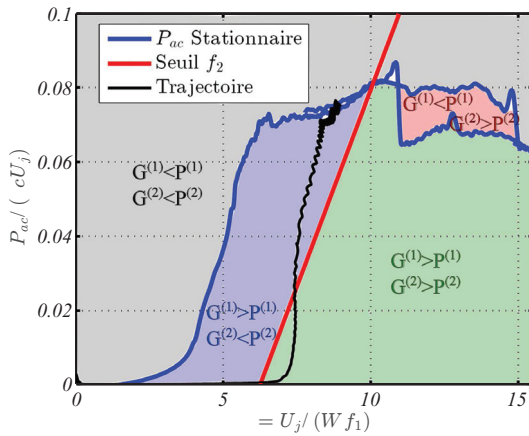 0.1
P_ac Stationnaire
Seuil f_2
Trajectoire
0.08
0.06
0.04
0.02
0
P_ac/( cU_j)
G^(1)<P^(1)
G^(2)<P^(2)
G^(1)<P^(1)
G^(2)>P^(2)
G^(1)>P^(1)
G^(2)>P^(2)
G^(1)>P^(1)
G^(2)<P^(2)
0 5 10 15
= U_j/(W f_1)